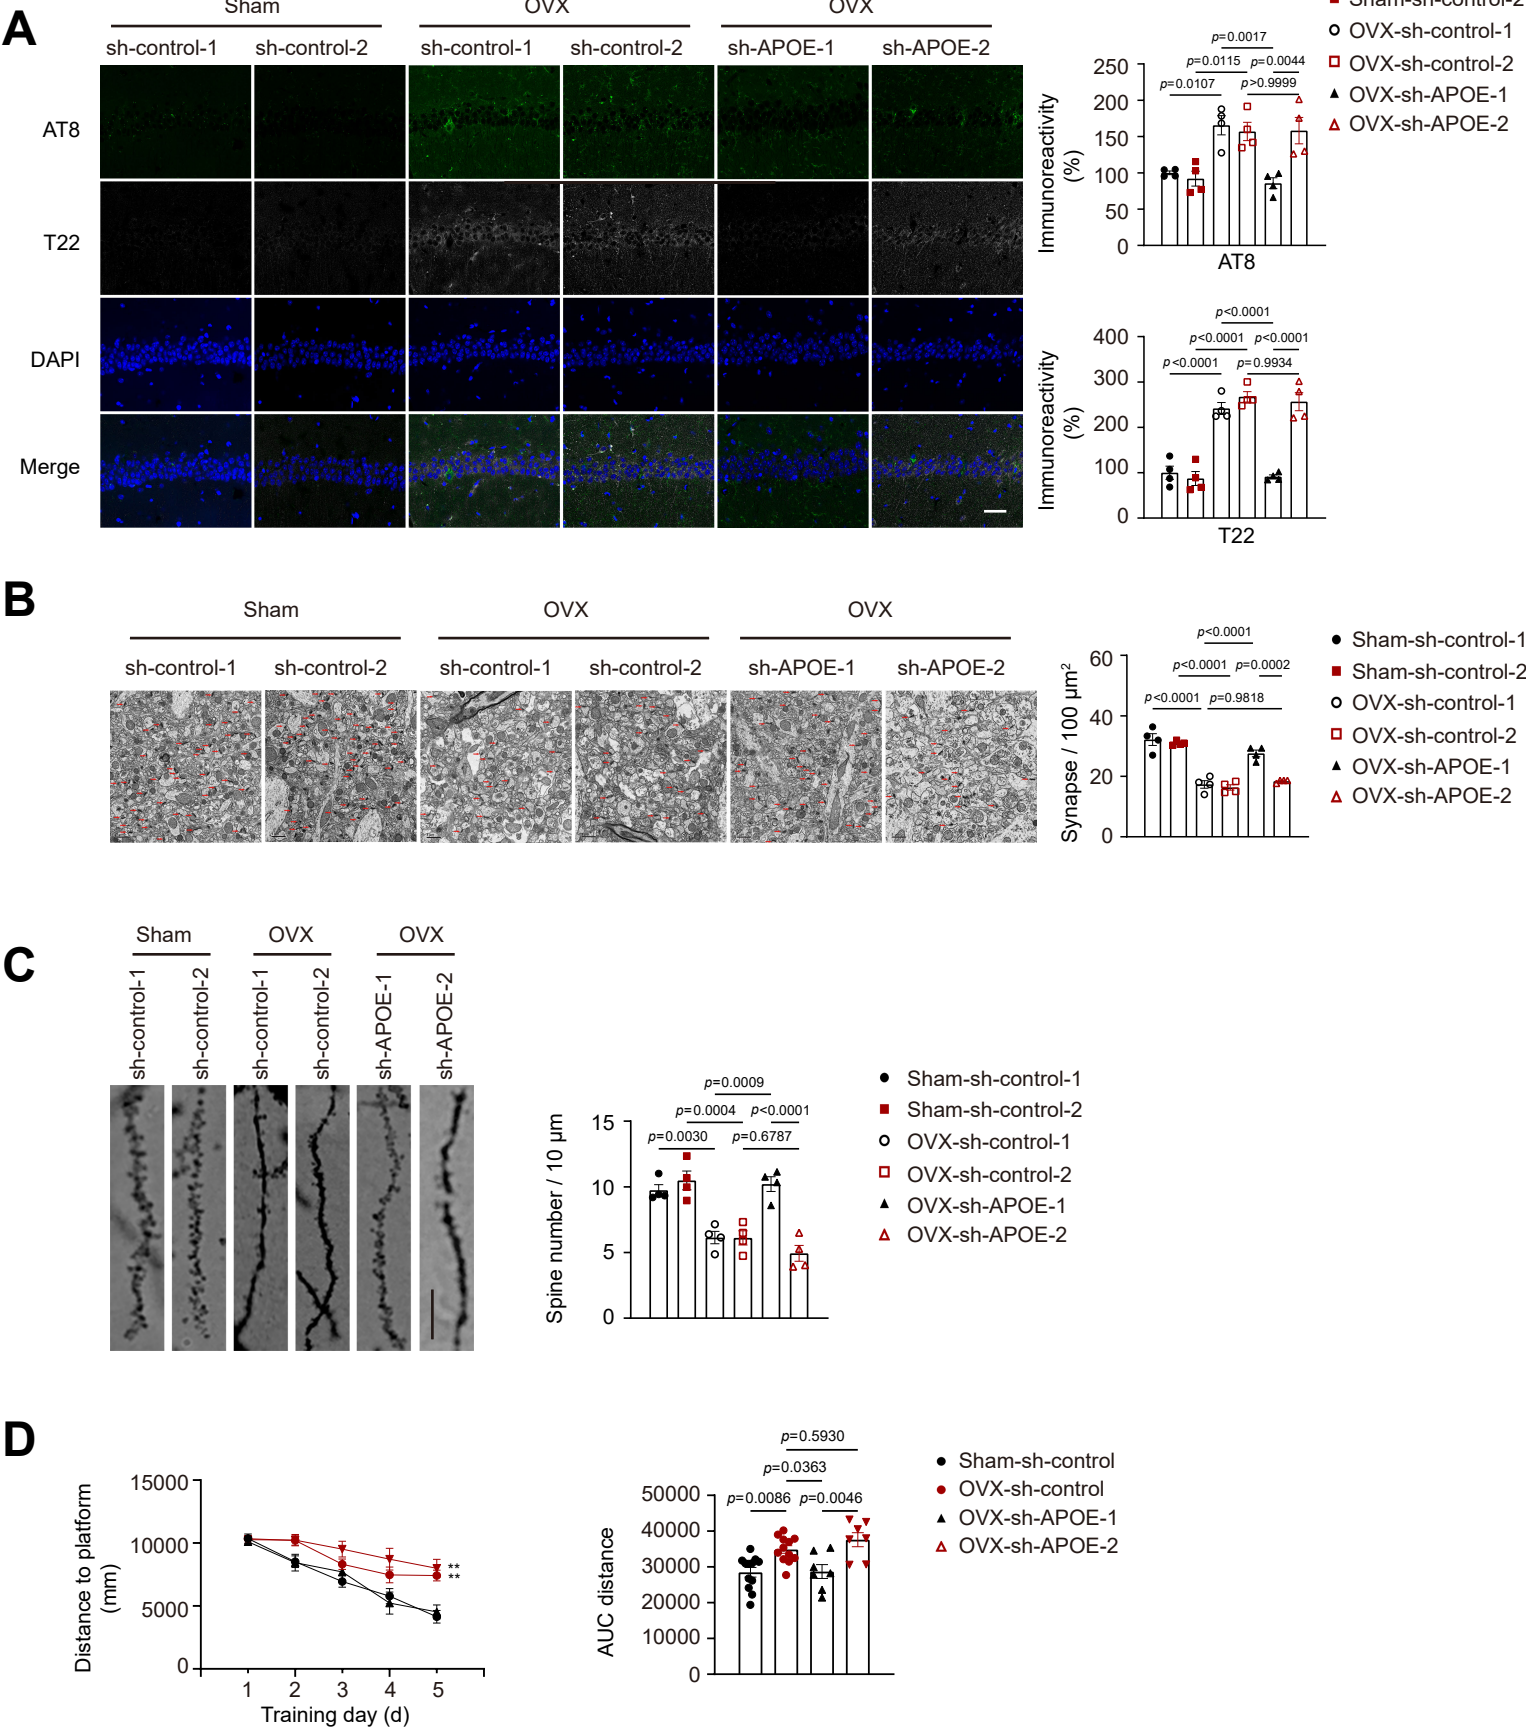 A
Sham
OVX
OVX
sh-control-1
sh-control-2
sh-control-1
sh-control-2
sh-APOE-1
sh-APOE-2
AT8
T22
DAPI
Merge
Immunoreactivity
(%)
250
200
150
100
50
0
p=0.0017
p=0.0115
p=0.0044
p=0.0107
p>0.9999
AT8
Sham-sh-control-2
OVX-sh-control-1
OVX-sh-control-2
OVX-sh-APOE-1
OVX-sh-APOE-2
Immunoreactivity
(%)
400
300
200
100
0
p<0.0001
p<0.0001
p<0.0001
p<0.0001
p=0.9934
T22
B
Sham
OVX
OVX
sh-control-1
sh-control-2
sh-control-1
sh-control-2
sh-APOE-1
sh-APOE-2
Synapse / 100 µm²
60
40
20
0
p<0.0001
p<0.0001
p=0.0002
p<0.0001
p=0.9818
Sham-sh-control-1
Sham-sh-control-2
OVX-sh-control-1
OVX-sh-control-2
OVX-sh-APOE-1
OVX-sh-APOE-2
C
Sham
OVX
OVX
sh-control-1
sh-control-2
sh-control-1
sh-control-2
sh-APOE-1
sh-APOE-2
Spine number / 10 µm
15
10
5
0
p=0.0009
p=0.0004
p<0.0001
p=0.0030
p=0.6787
Sham-sh-control-1
Sham-sh-control-2
OVX-sh-control-1
OVX-sh-control-2
OVX-sh-APOE-1
OVX-sh-APOE-2
D
Distance to platform
(mm)
15000
10000
5000
0
1
2
3
4
5
Training day (d)
**
**
AUC distance
50000
40000
30000
20000
10000
0
p=0.5930
p=0.0363
p=0.0086
p=0.0046
Sham-sh-control
OVX-sh-control
OVX-sh-APOE-1
OVX-sh-APOE-2